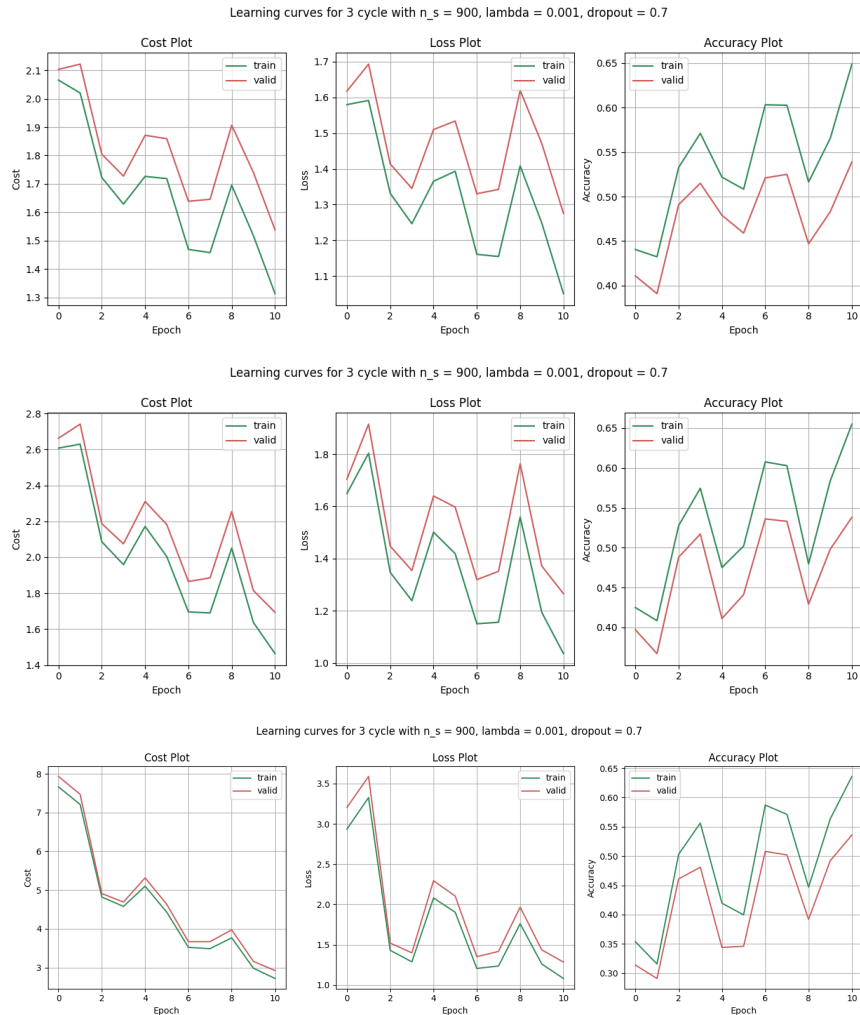 Learning curves for 3 cycle with n_s = 900, lambda = 0.001, dropout = 0.7
Cost Plot
2.1
2.0
1.9
1.8
1.7
1.6
1.5
1.4
1.3
Cost
train
valid
0 2 4 6 8 10
Epoch
Loss Plot
1.7
1.6
1.5
1.4
1.3
1.2
1.1
Loss
train
valid
0 2 4 6 8 10
Epoch
Accuracy Plot
0.65
0.60
0.55
0.50
0.45
0.40
Accuracy
train
valid
0 2 4 6 8 10
Epoch
Learning curves for 3 cycle with n_s = 900, lambda = 0.001, dropout = 0.7
Cost Plot
2.8
2.6
2.4
2.2
2.0
1.8
1.6
1.4
Cost
train
valid
0 2 4 6 8 10
Epoch
Loss Plot
1.8
1.6
1.4
1.2
1.0
Loss
train
valid
0 2 4 6 8 10
Epoch
Accuracy Plot
0.65
0.60
0.55
0.50
0.45
0.40
Accuracy
train
valid
0 2 4 6 8 10
Epoch
Learning curves for 3 cycle with n_s = 900, lambda = 0.001, dropout = 0.7
Cost Plot
8
7
6
5
4
3
Cost
train
valid
0 2 4 6 8 10
Epoch
Loss Plot
3.5
3.0
2.5
2.0
1.5
1.0
Loss
train
valid
0 2 4 6 8 10
Epoch
Accuracy Plot
0.65
0.60
0.55
0.50
0.45
0.40
0.35
0.30
Accuracy
train
valid
0 2 4 6 8 10
Epoch